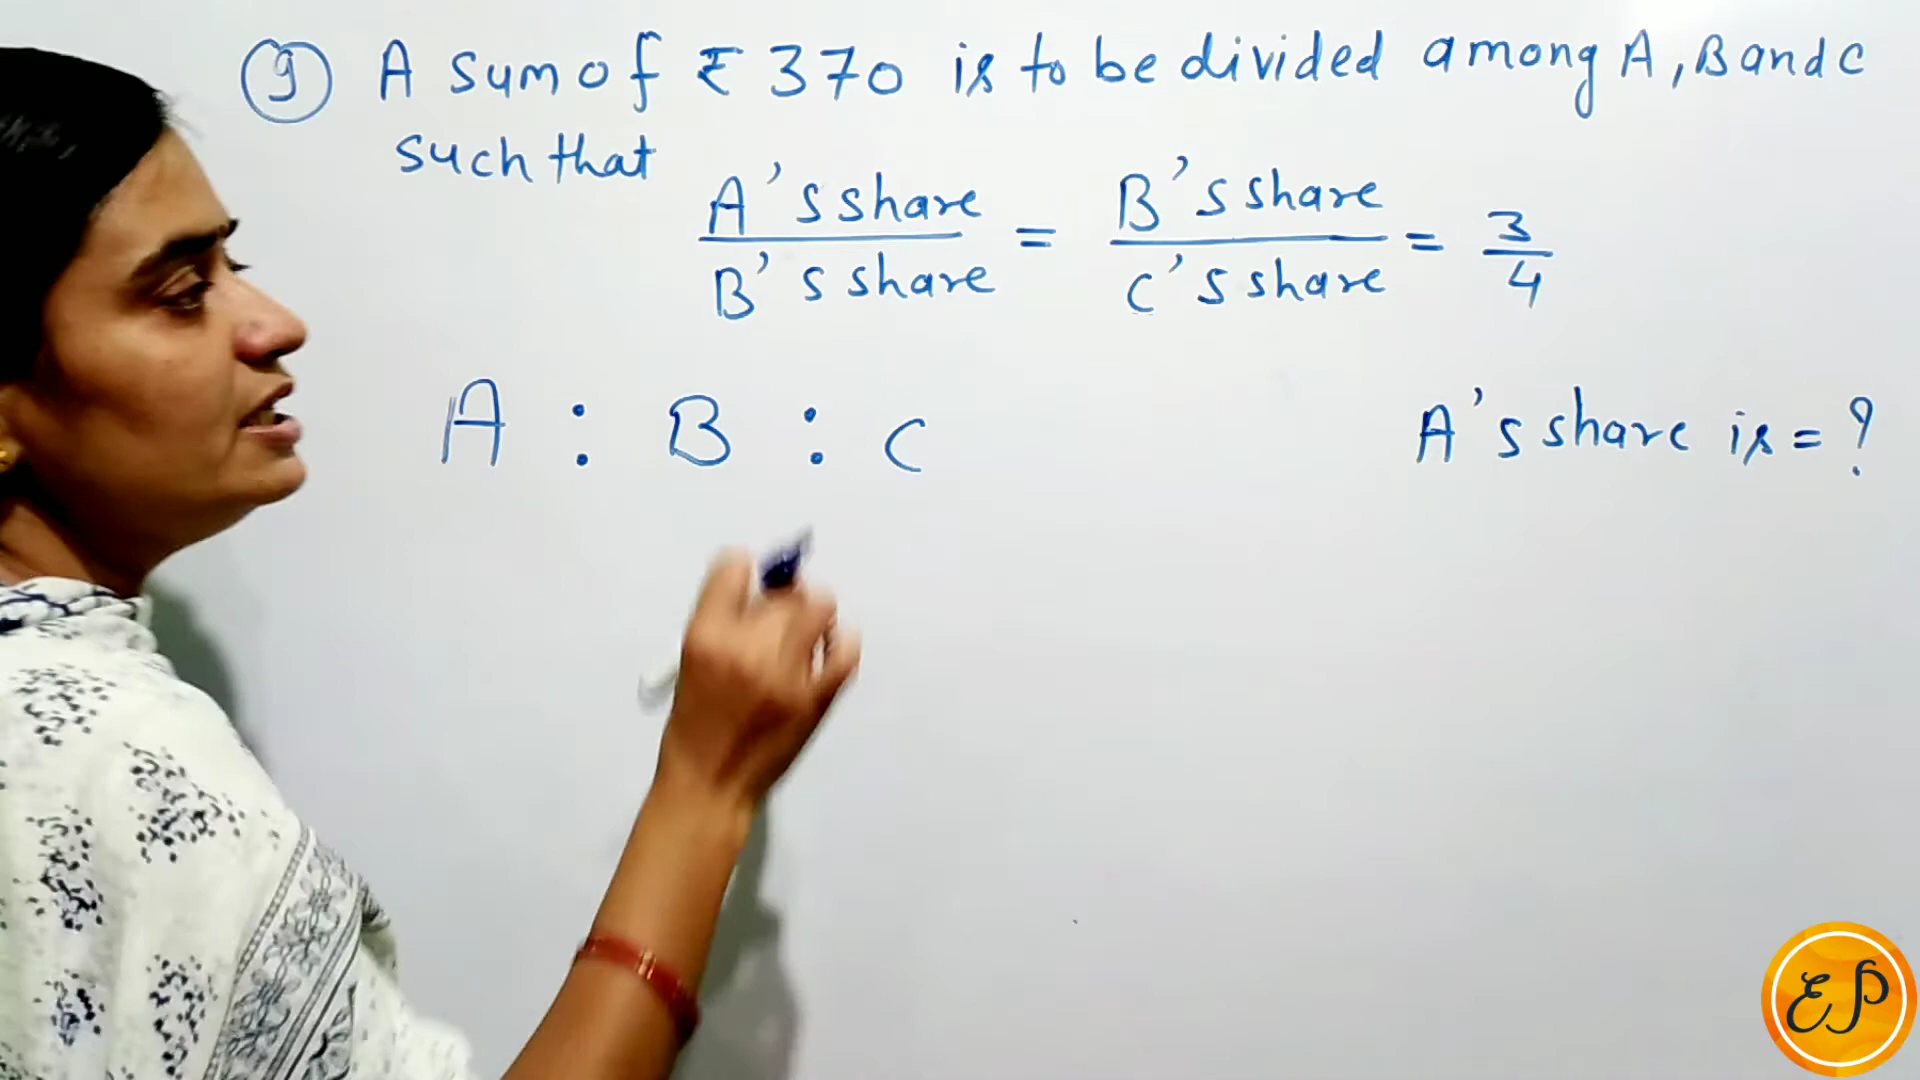 9 A sum of ₹ 370 is to be divided among A, B and C
such that
A's share / B's share = B's share / C's share = 3/4
A : B : C
A's share is = ?
EP